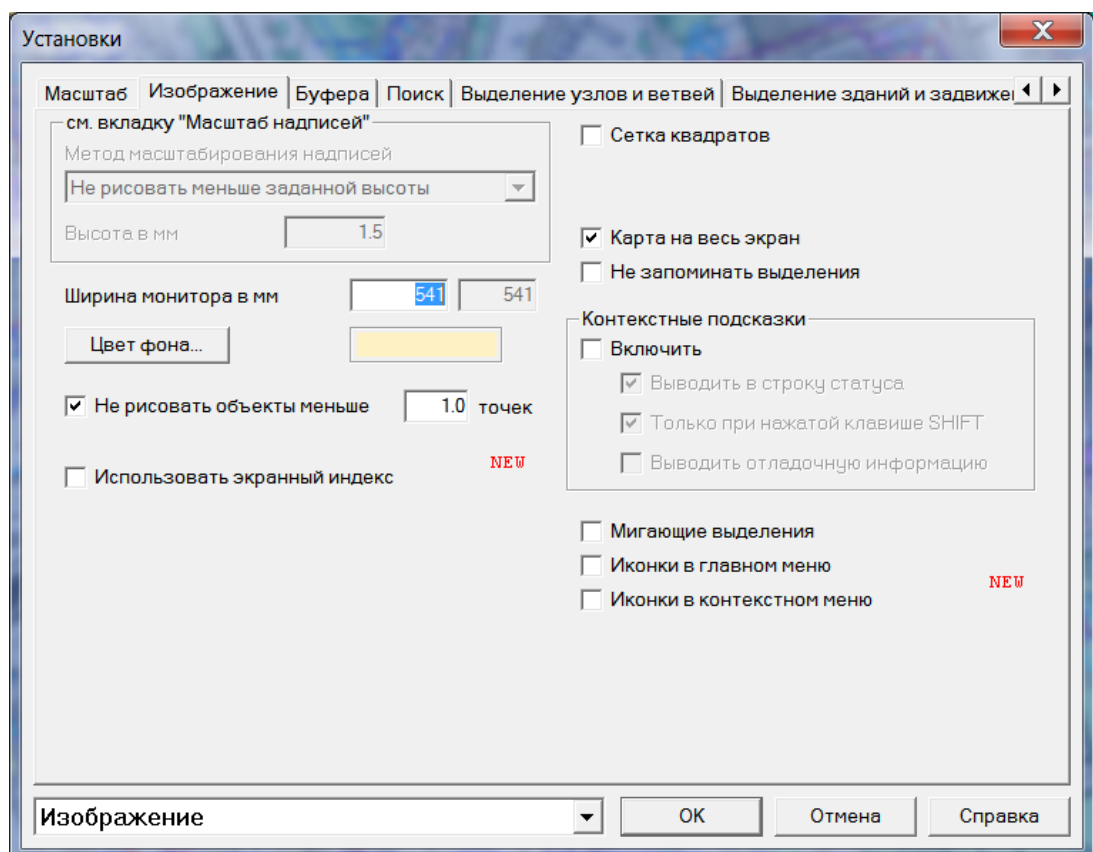 Установки
X
Масштаб Изображение Буфера Поиск Выделение узлов и ветвей Выделение зданий и задвиже
см. вкладку "Масштаб надписей"
Метод масштабирования надписей
Не рисовать меньше заданной высоты
Высота в мм 1.5
Ширина монитора в мм 541 541
Цвет фона...
Не рисовать объекты меньше 1.0 точек
NEW
Использовать экранный индекс
Сетка квадратов
Карта на весь экран
Не запоминать выделения
Контекстные подсказки
Включить
Выводить в строку статуса
Только при нажатой клавише SHIFT
Выводить отладочную информацию
Мигающие выделения
Иконки в главном меню
NEW
Иконки в контекстном меню
Изображение OK Отмена Справка